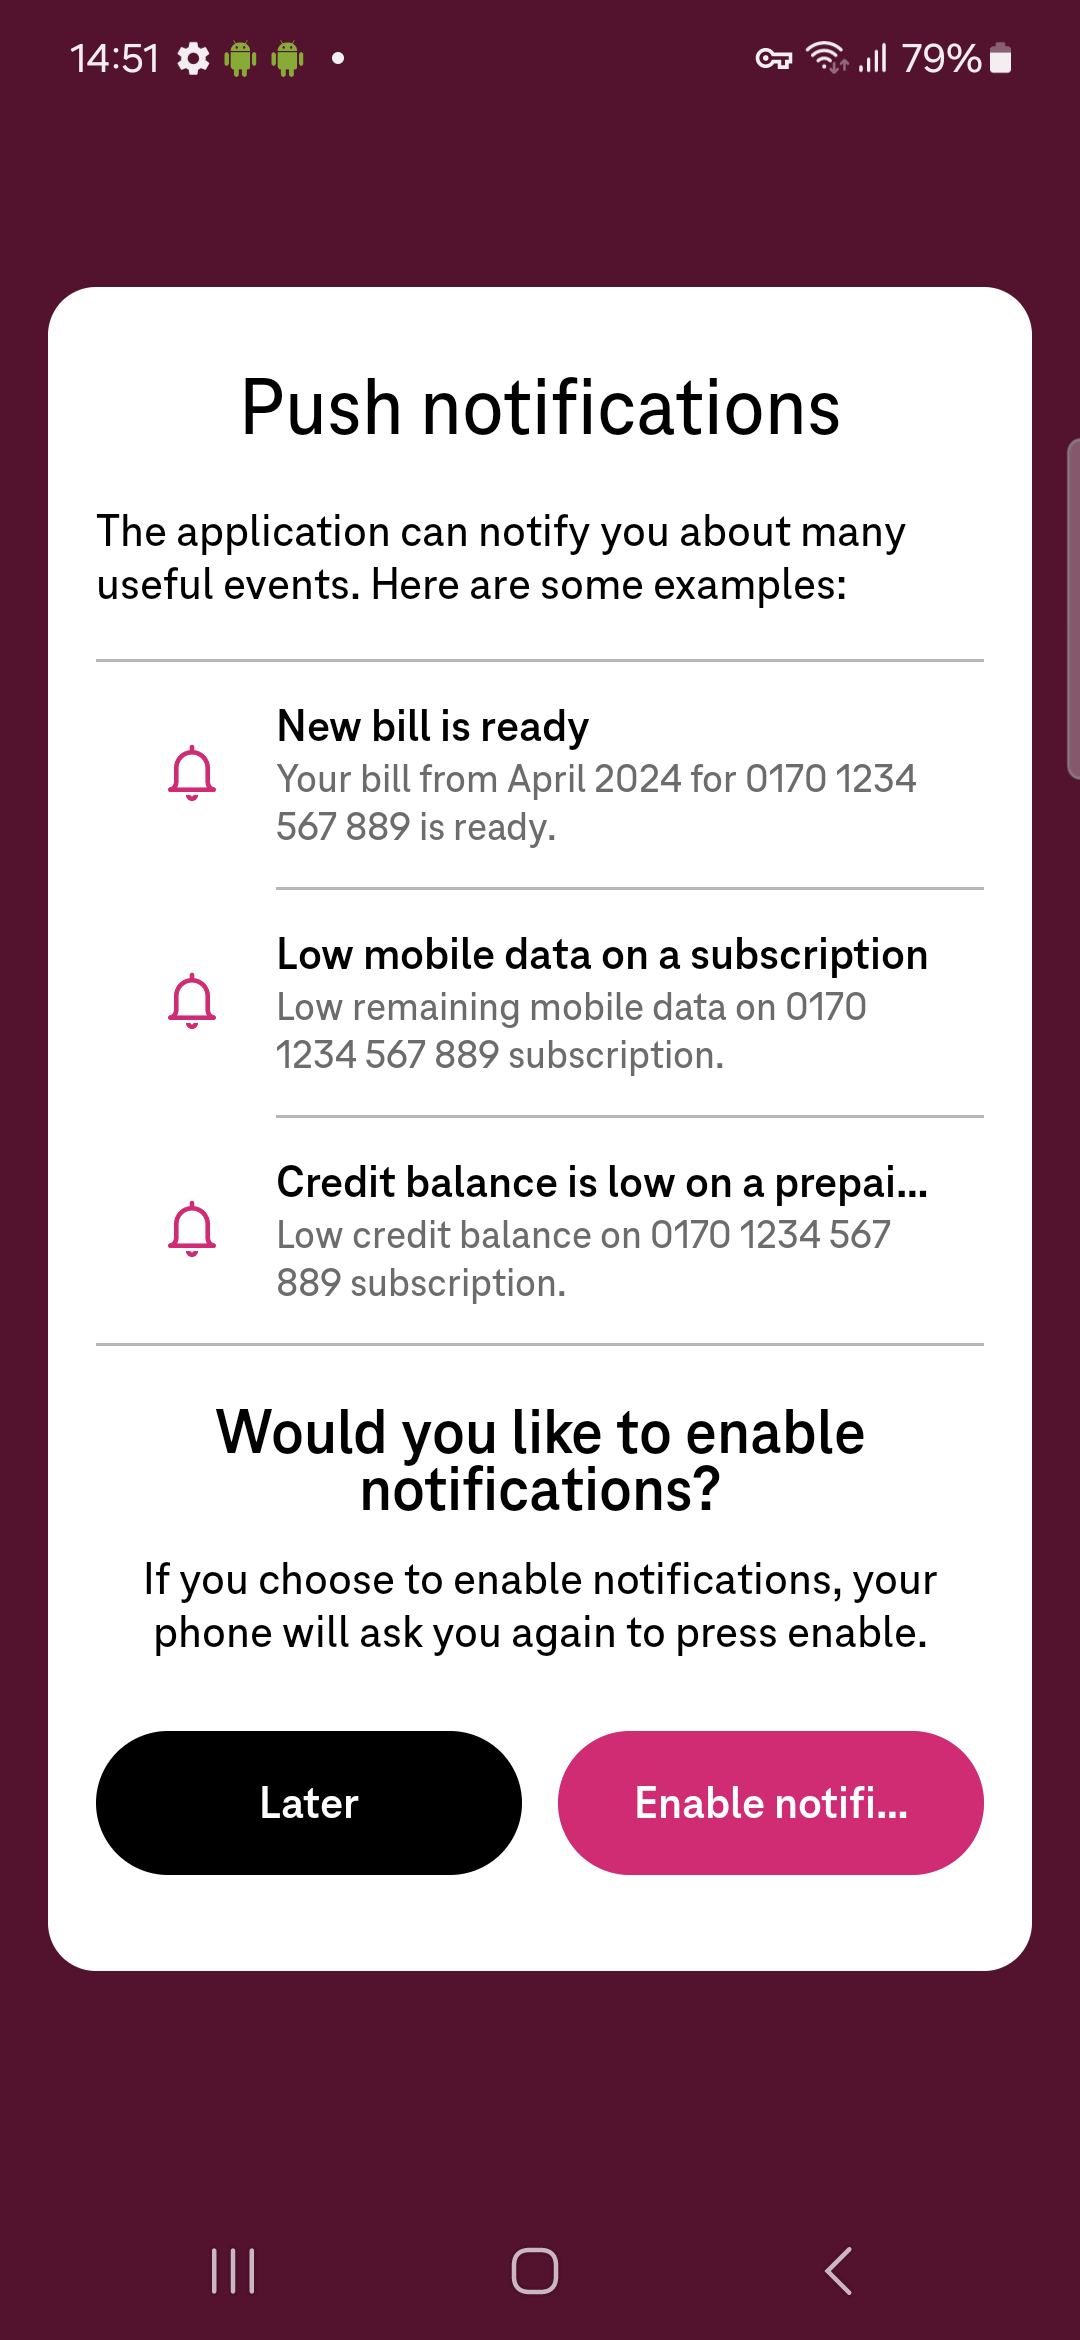 14:51
79%
Push notifications
The application can notify you about many
useful events. Here are some examples:
New bill is ready
Your bill from April 2024 for 0170 1234
567 889 is ready.
Low mobile data on a subscription
Low remaining mobile data on 0170
1234 567 889 subscription.
Credit balance is low on a prepai...
Low credit balance on 0170 1234 567
889 subscription.
Would you like to enable
notifications?
If you choose to enable notifications, your
phone will ask you again to press enable.
Later
Enable notifi...